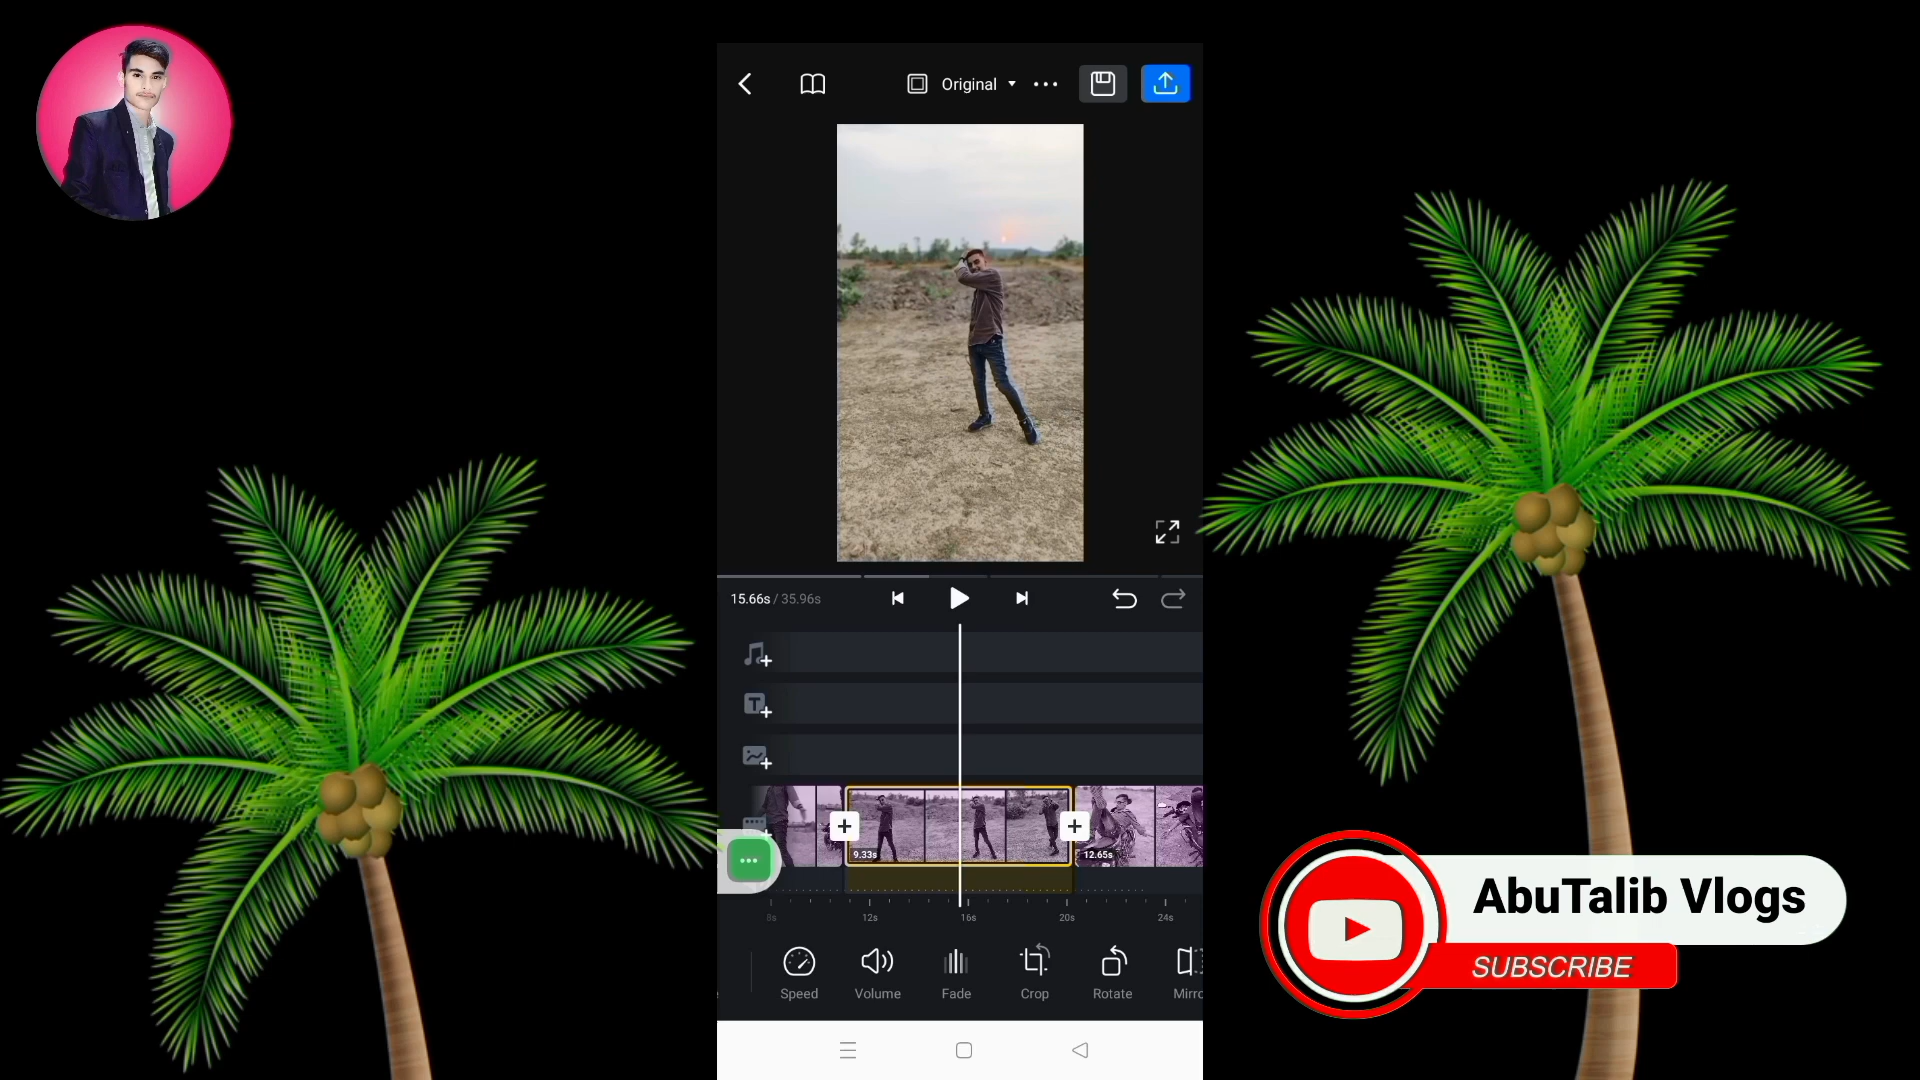 Original
15.66s / 35.96s
T
9.33s
12.65s
8s
12s
16s
20s
24s
Speed
Volume
Fade
Crop
Rotate
Mirro
AbuTalib Vlogs
SUBSCRIBE